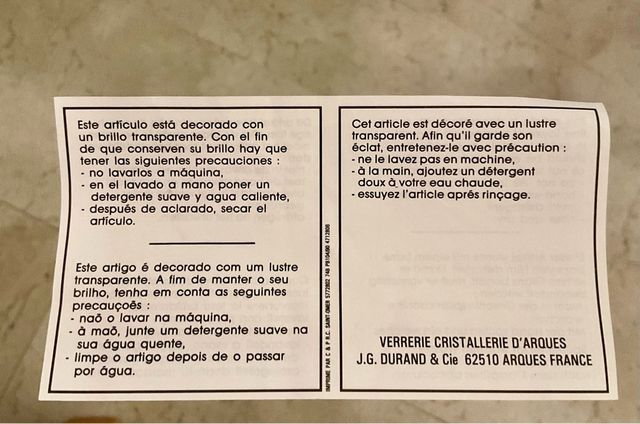 Este artículo está decorado con
un brillo transparente. Con el fin
de que conserven su brillo hay que
tener las siguientes precauciones :
- no lavarlos a máquina,
- en el lavado a mano poner un
detergente suave y agua caliente,
- después de aclarado, secar el
artículo.
Este artigo é decorado com um lustre
transparente. A fim de manter o seu
brilho, tenha em conta as seguintes
precauçoês :
- naõ o lavar na máquina,
- à maõ, junte um detergente suave na
sua água quente,
- limpe o artigo depois de o passar
por água.
IMPRIME PAR C & P R.C. SAINT-OMER
Cet article est décoré avec un lustre
transparent. Afin qu'il garde son
éclat, entretenez-le avec précaution :
- ne le lavez pas en machine,
- à la main, ajoutez un détergent
doux à votre eau chaude,
- essuyez l'article aprés rinçage.
VERRERIE CRISTALLERIE D'ARQUES
J.G. DURAND & Cie 62510 ARQUES FRANCE